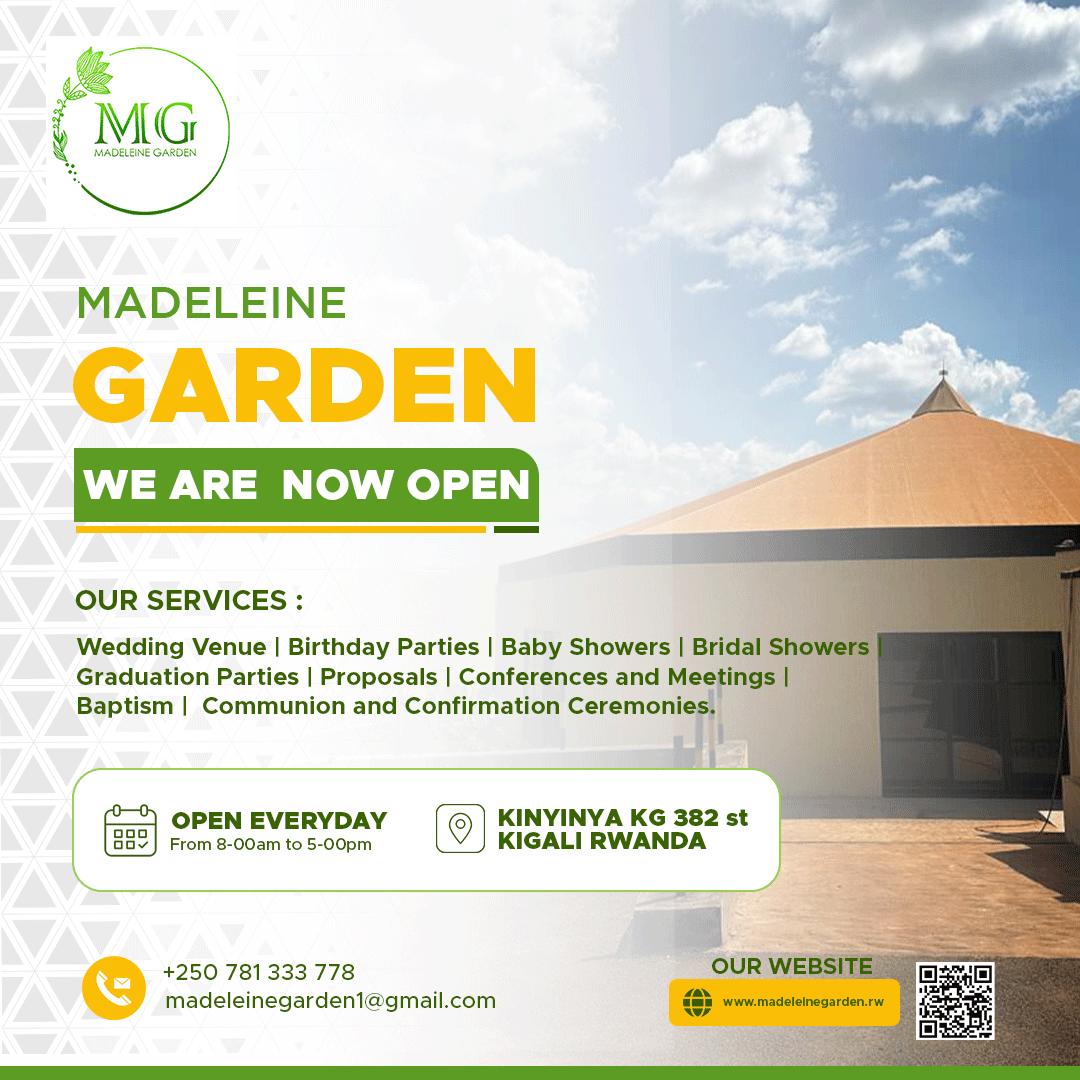 MG
MADELEINE GARDEN
MADELEINE
GARDEN
WE ARE NOW OPEN
OUR SERVICES :
Wedding Venue | Birthday Parties | Baby Showers | Bridal Showers |
Graduation Parties | Proposals | Conferences and Meetings |
Baptism | Communion and Confirmation Ceremonies.
OPEN EVERYDAY
From 8-00am to 5-00pm
KINYINYA KG 382 st
KIGALI RWANDA
+250 781 333 778
madeleinegarden1@gmail.com
OUR WEBSITE
www.madeleinegarden.rw